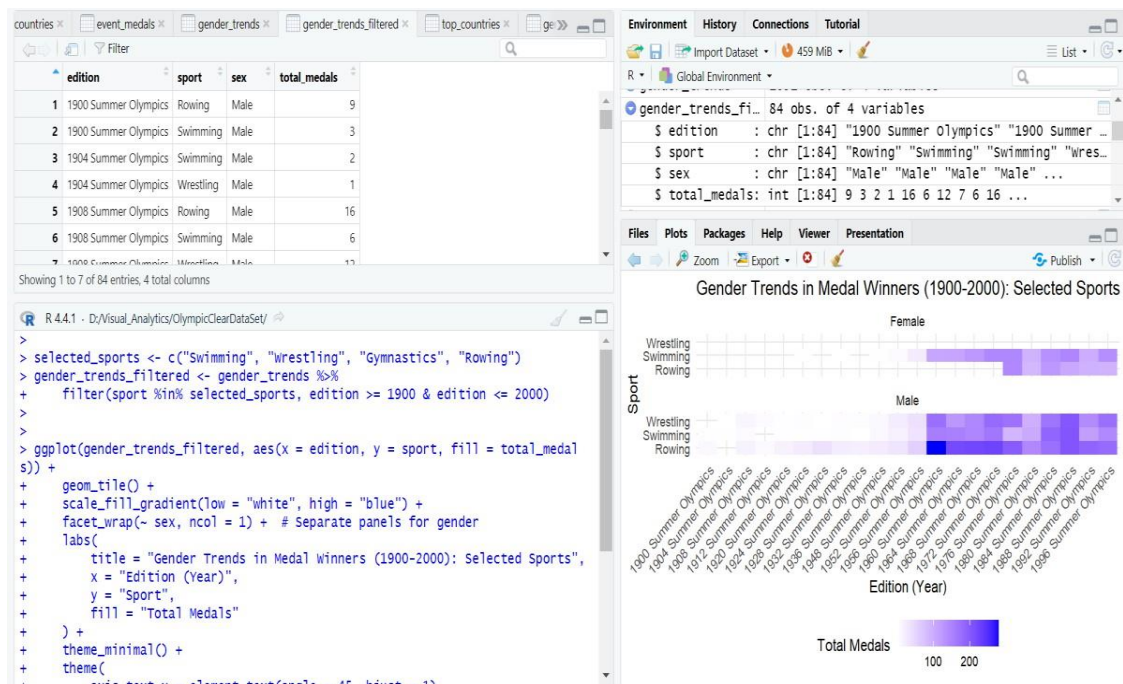 countries × event_medals × gender_trends × gender_trends_filtered × top_countries ×
Filter
edition sport sex total_medals
1 1900 Summer Olympics Rowing Male 9
2 1900 Summer Olympics Swimming Male 3
3 1904 Summer Olympics Swimming Male 2
4 1904 Summer Olympics Wrestling Male 1
5 1908 Summer Olympics Rowing Male 16
6 1908 Summer Olympics Swimming Male 6
7 1908 Summer Olympics Wrestling Male 12
Showing 1 to 7 of 84 entries, 4 total columns
R 4.4.1 · D:/Visual_Analytics/OlympicClearDataSet/
>
> selected_sports <- c("Swimming", "Wrestling", "Gymnastics", "Rowing")
> gender_trends_filtered <- gender_trends %>%
+ filter(sport %in% selected_sports, edition >= 1900 & edition <= 2000)
>
>
> ggplot(gender_trends_filtered, aes(x = edition, y = sport, fill = total_medal
s)) +
+ geom_tile() +
+ scale_fill_gradient(low = "white", high = "blue") +
+ facet_wrap(~ sex, ncol = 1) + # Separate panels for gender
+ labs(
+ title = "Gender Trends in Medal Winners (1900-2000): Selected Sports",
+ x = "Edition (Year)",
+ y = "Sport",
+ fill = "Total Medals"
+ ) +
+ theme_minimal() +
+ theme(
Environment History Connections Tutorial
Import Dataset 459 MiB List
R Global Environment
gender_trends_fi… 84 obs. of 4 variables
$ edition : chr [1:84] "1900 Summer Olympics" "1900 Summer …
$ sport : chr [1:84] "Rowing" "Swimming" "Swimming" "Wres…
$ sex : chr [1:84] "Male" "Male" "Male" "Male" ...
$ total_medals: int [1:84] 9 3 2 1 16 6 12 7 6 16 ...
Files Plots Packages Help Viewer Presentation
Zoom Export Publish
Gender Trends in Medal Winners (1900-2000): Selected Sports
Female
Wrestling
Swimming
Rowing
Sport
Male
Wrestling
Swimming
Rowing
1900 Summer Olympics
1904 Summer Olympics
1908 Summer Olympics
1912 Summer Olympics
1920 Summer Olympics
1924 Summer Olympics
1928 Summer Olympics
1932 Summer Olympics
1936 Summer Olympics
1948 Summer Olympics
1952 Summer Olympics
1956 Summer Olympics
1960 Summer Olympics
1964 Summer Olympics
1968 Summer Olympics
1972 Summer Olympics
1976 Summer Olympics
1980 Summer Olympics
1984 Summer Olympics
1988 Summer Olympics
1992 Summer Olympics
1996 Summer Olympics
Edition (Year)
Total Medals
100 200